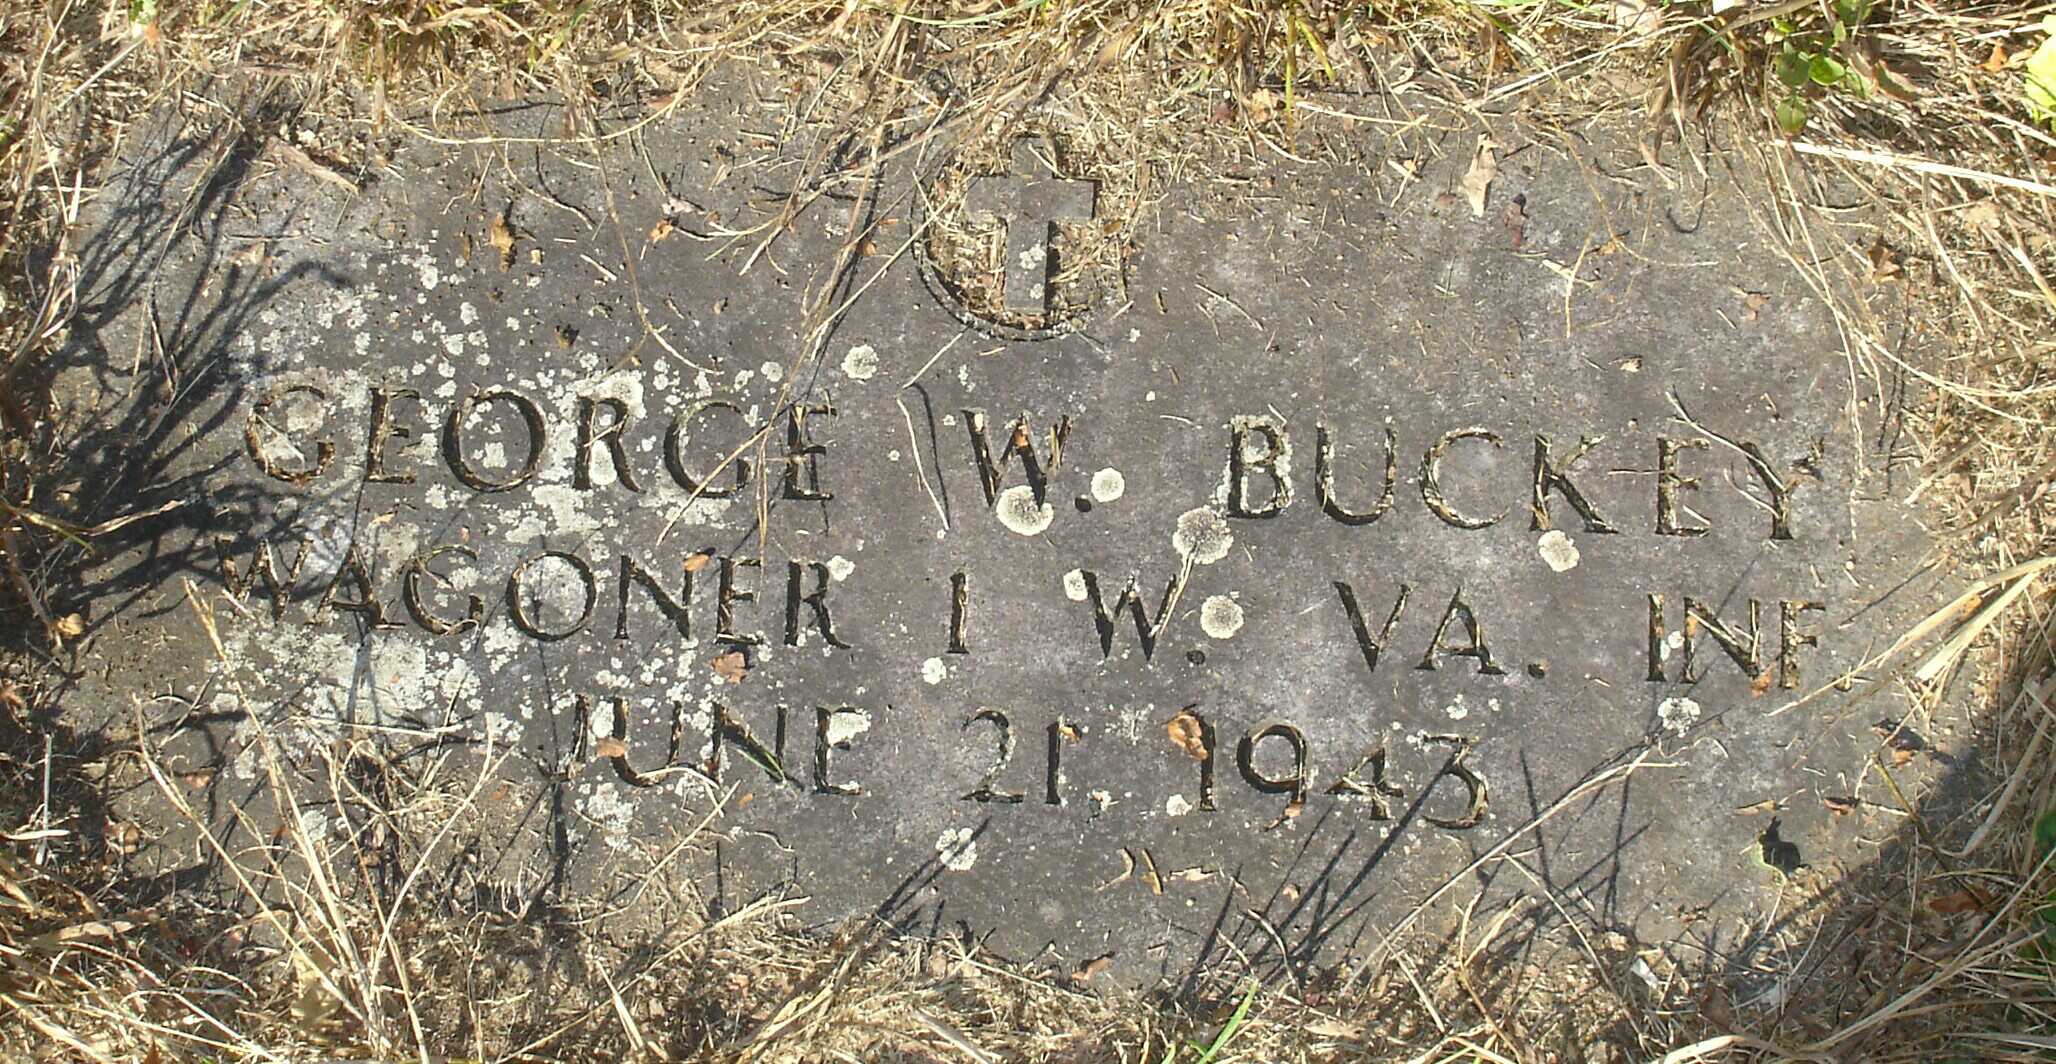 GEORGE W. BUCKEY
WAGONER 1 W. VA. INF.
JUNE 21, 1943